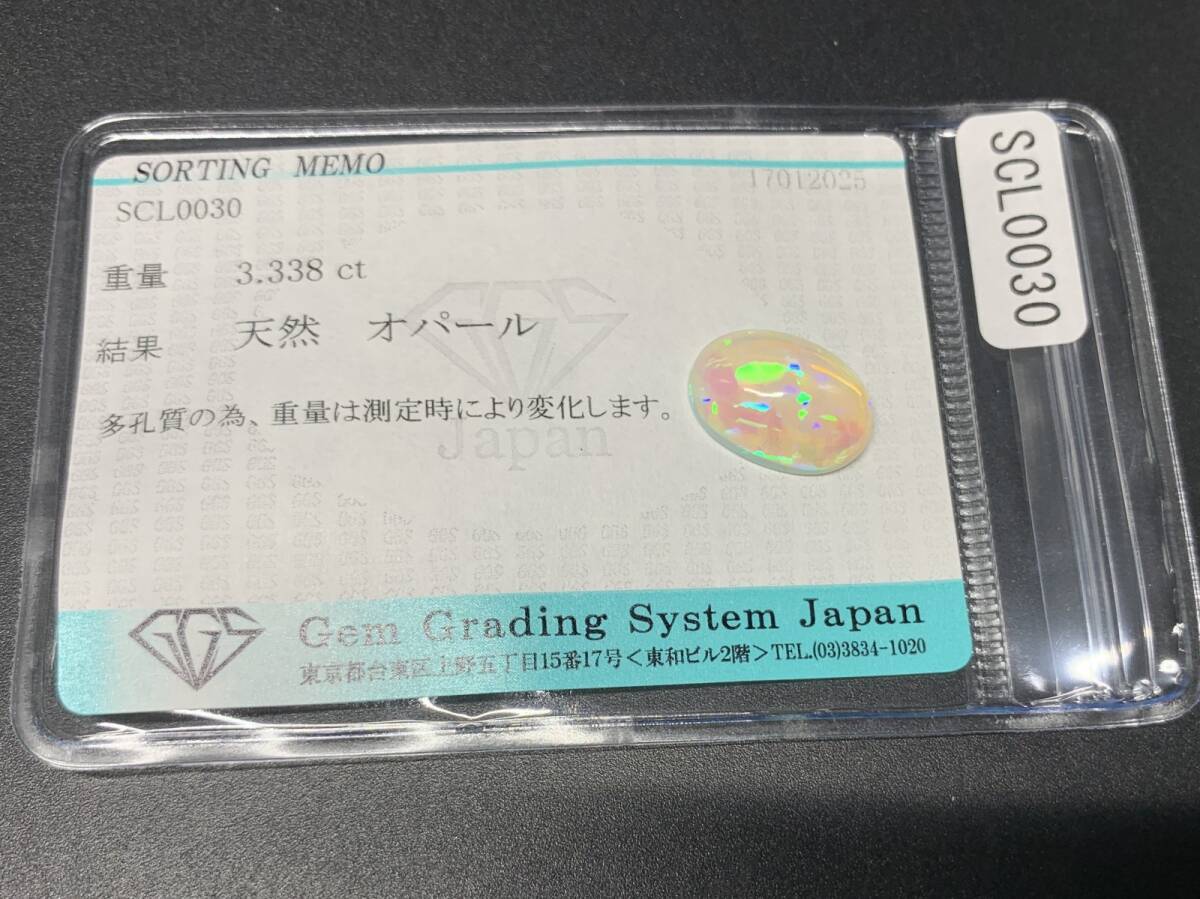 SORTING MEMO
17012025
SCL0030
SCL0030
重量 3.338 ct
結果 天然 オパール
多孔質の為、重量は測定時により変化します。
Japan
GGS
Gem Grading System Japan
東京都台東区上野五丁目15番17号<東和ビル2階>TEL.(03)3834-1020